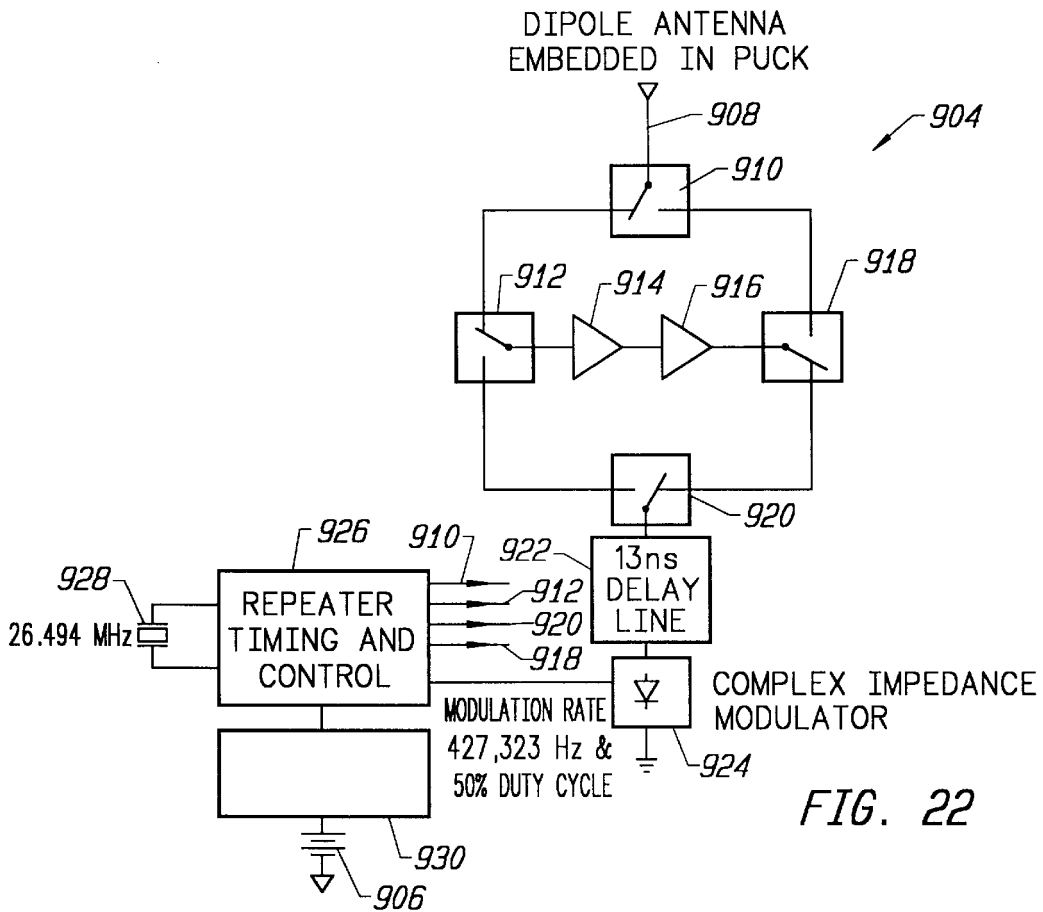 DIPOLE ANTENNA
EMBEDDED IN PUCK
908
904
910
912
914
916
918
920
926
910
922
13ns
DELAY
LINE
928
26.494 MHz
REPEATER
TIMING AND
CONTROL
912
920
918
MODULATION RATE
427,323 Hz &
50% DUTY CYCLE
COMPLEX IMPEDANCE
MODULATOR
924
930
906
FIG. 22